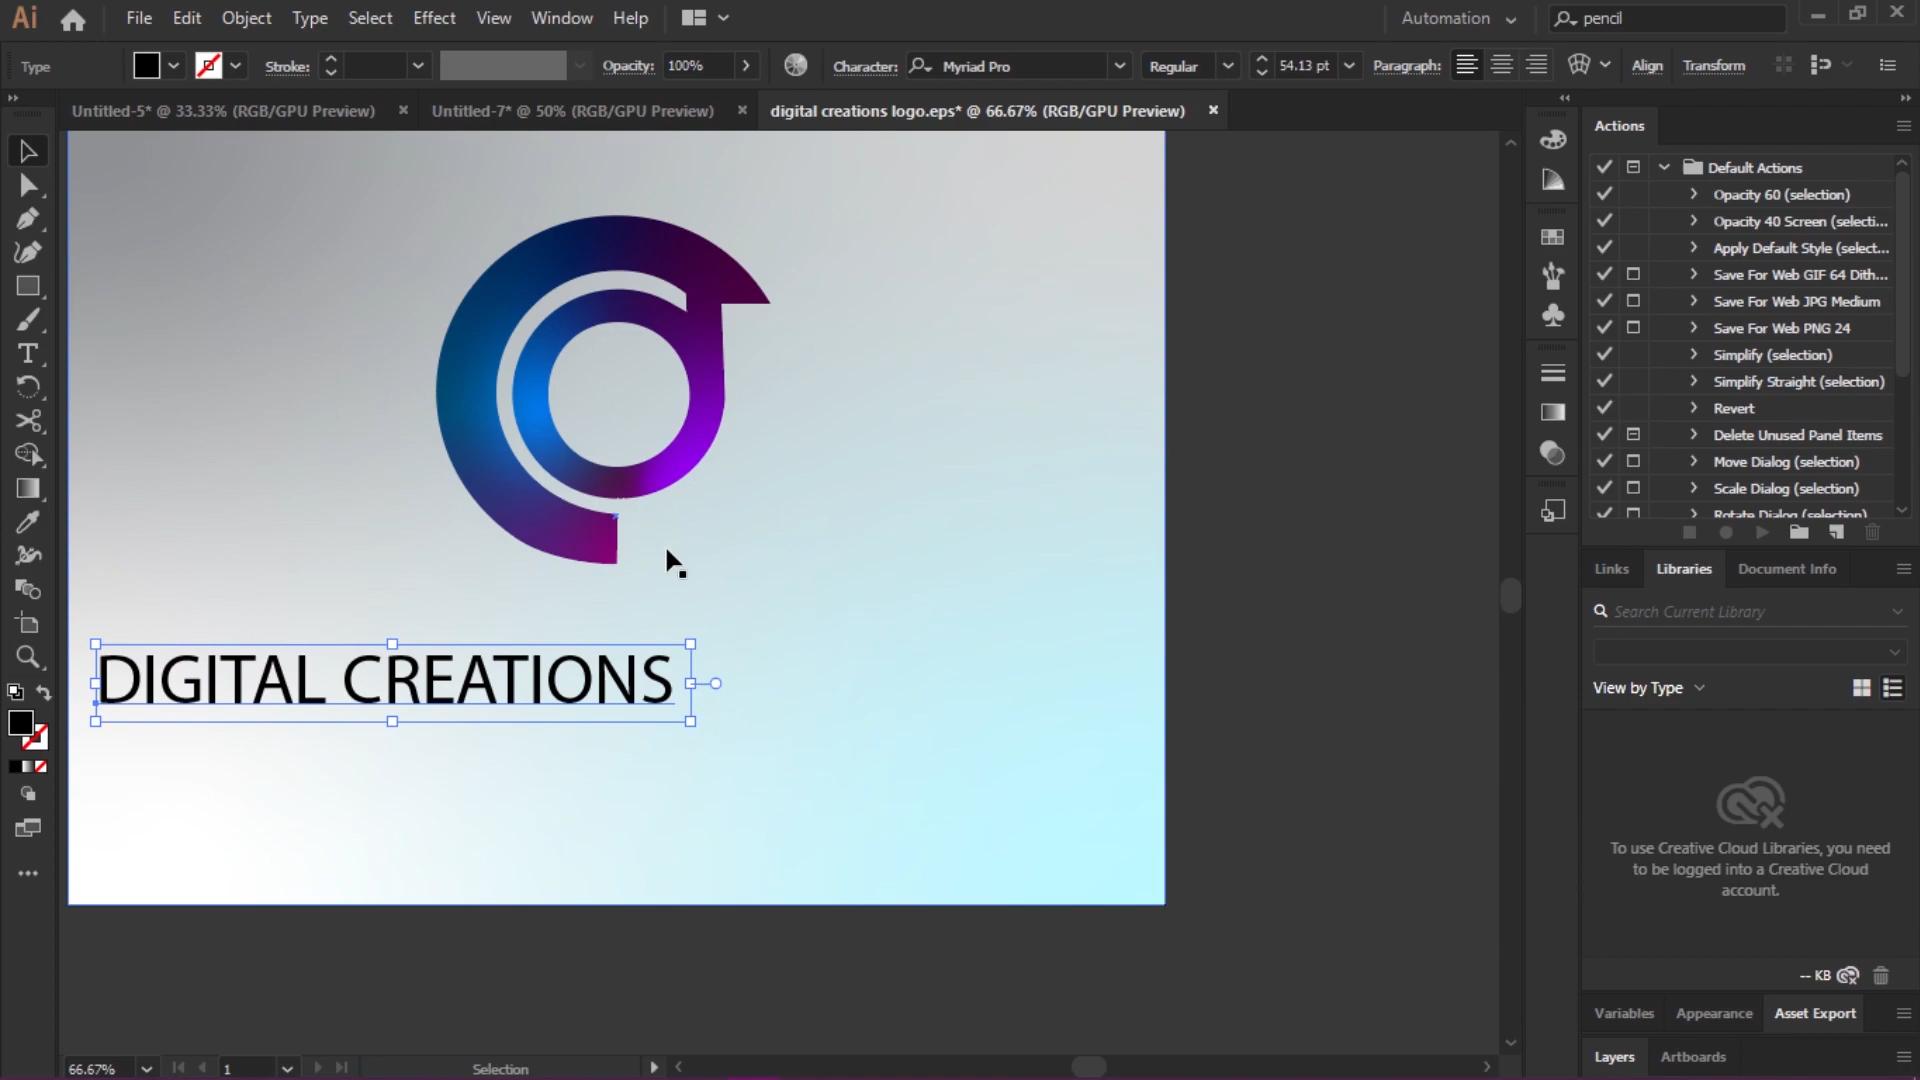 Ai File Edit Object Type Select Effect View Window Help Automation pencil
Type Stroke: Opacity: 100% Character: Myriad Pro Regular 54.13 pt Paragraph: Align Transform
Untitled-5* @ 33.33% (RGB/GPU Preview) Untitled-7* @ 50% (RGB/GPU Preview) digital creations logo.eps* @ 66.67% (RGB/GPU Preview)
Actions
Default Actions
Opacity 60 (selection)
Opacity 40 Screen (selecti...
Apply Default Style (select...
Save For Web GIF 64 Dith...
Save For Web JPG Medium
Save For Web PNG 24
Simplify (selection)
Simplify Straight (selection)
Revert
Delete Unused Panel Items
Move Dialog (selection)
Scale Dialog (selection)
Rotate Dialog (selection)
Links Libraries Document Info
Search Current Library
View by Type
DIGITAL CREATIONS
To use Creative Cloud Libraries, you need
to be logged into a Creative Cloud
account.
-- KB
Variables Appearance Asset Export
Layers Artboards
66.67% 1 Selection